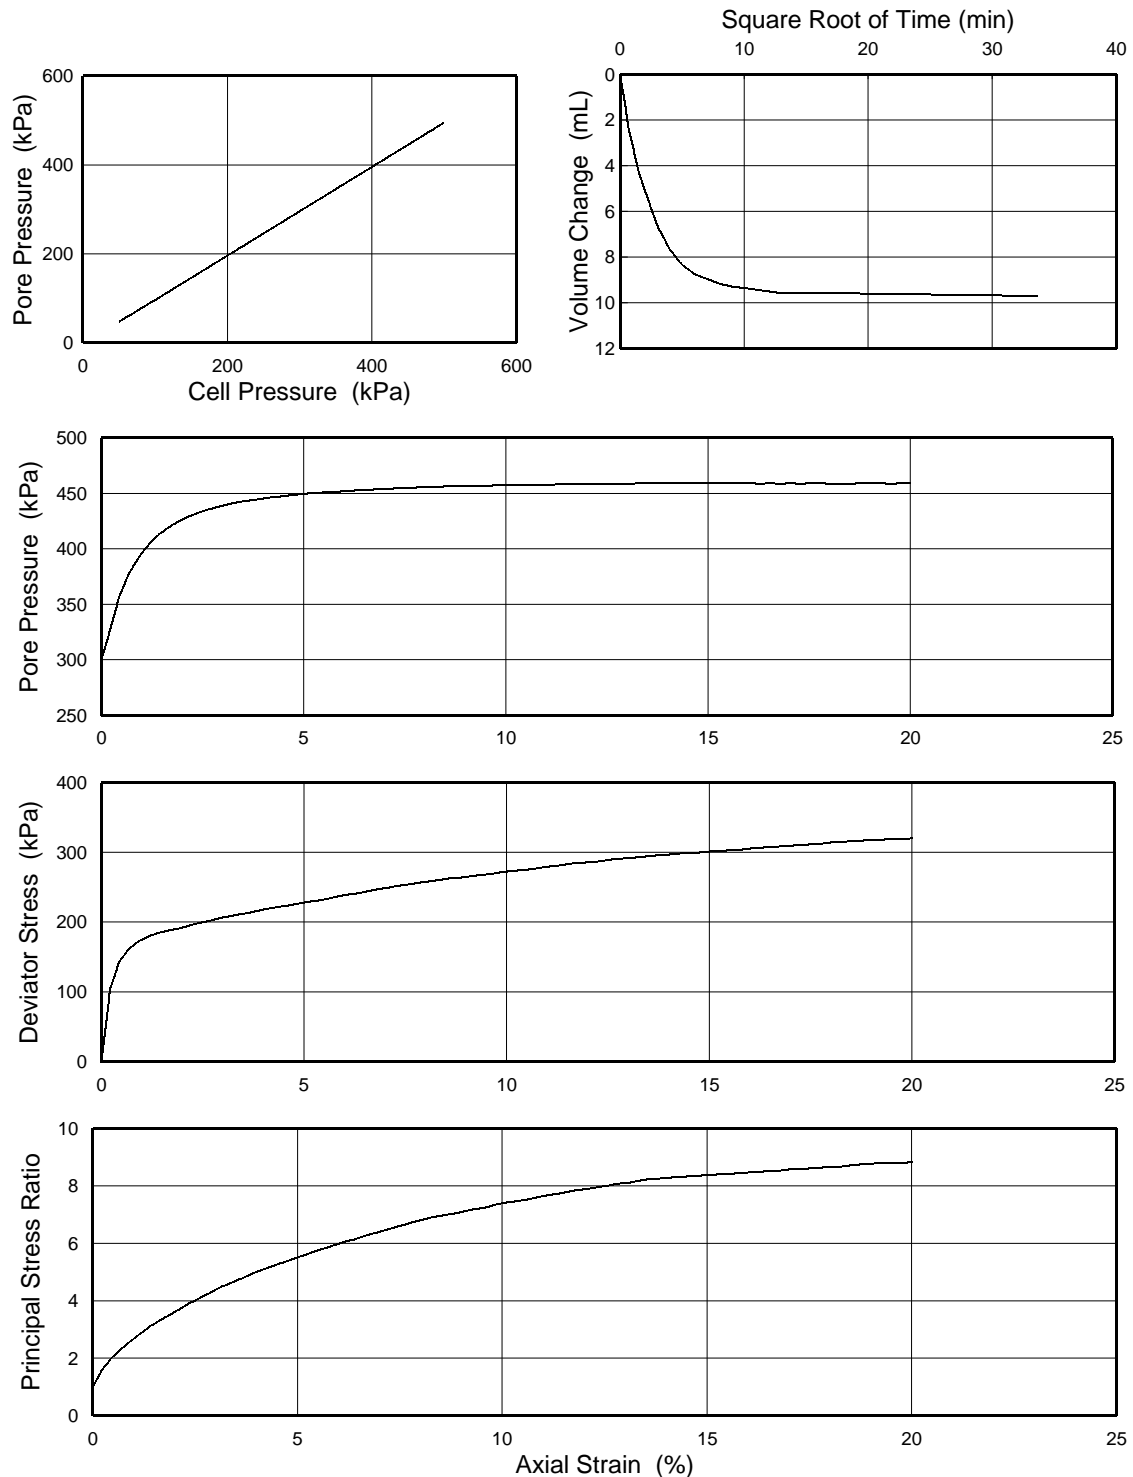 Square Root of Time (min)
0 10 20 30 40
Pore Pressure (kPa)
600
400
200
0
0 200 400 600
Cell Pressure (kPa)
Volume Change (mL)
0
2
4
6
8
10
12
Pore Pressure (kPa)
500
450
400
350
300
250
0 5 10 15 20 25
Deviator Stress (kPa)
400
300
200
100
0
0 5 10 15 20 25
Principal Stress Ratio
10
8
6
4
2
0
0 5 10 15 20 25
Axial Strain (%)